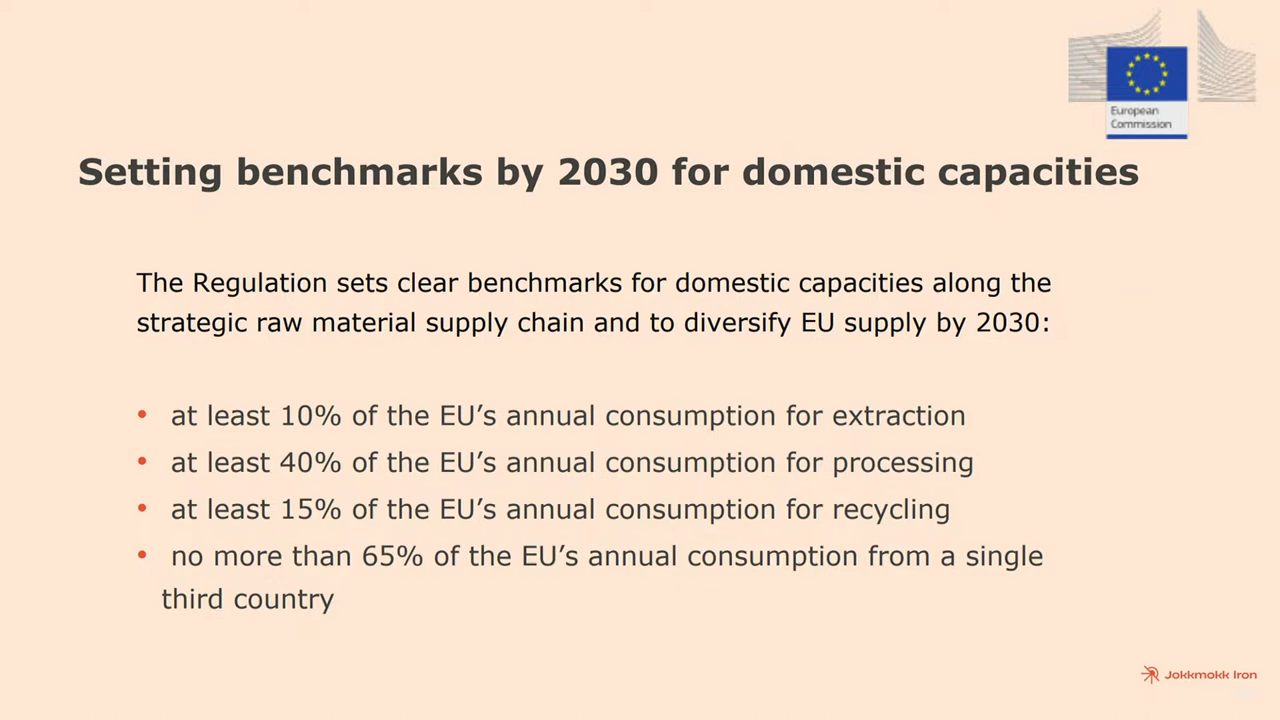 European
Commission
Setting benchmarks by 2030 for domestic capacities
The Regulation sets clear benchmarks for domestic capacities along the
strategic raw material supply chain and to diversify EU supply by 2030:
• at least 10% of the EU’s annual consumption for extraction
• at least 40% of the EU’s annual consumption for processing
• at least 15% of the EU’s annual consumption for recycling
• no more than 65% of the EU’s annual consumption from a single
third country
Jokkmokk Iron